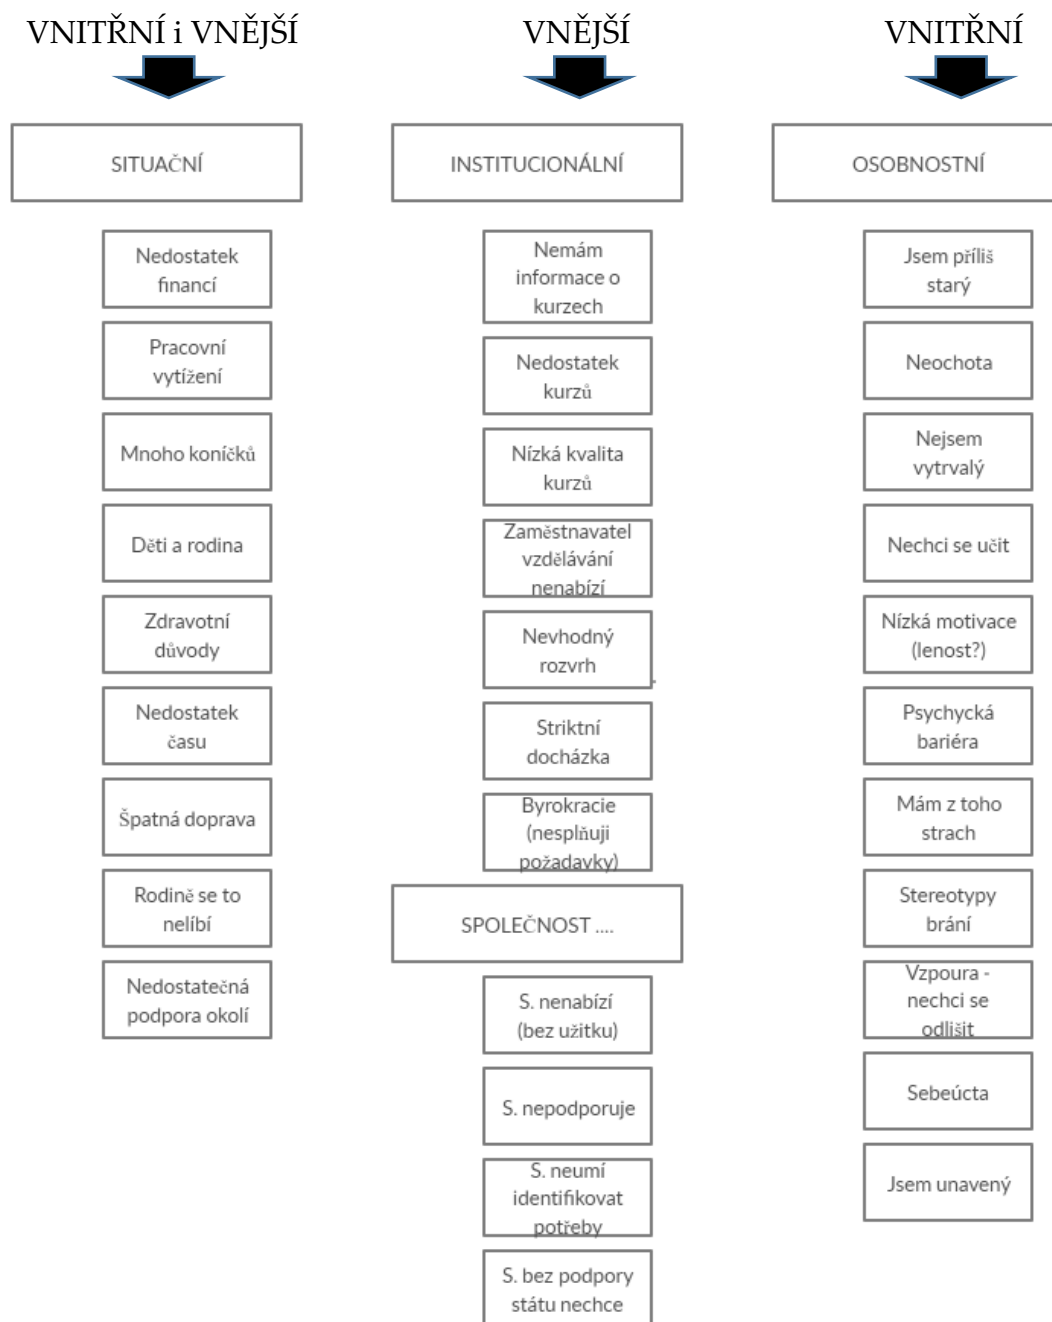 VNITŘNÍ i VNĚJŠÍ
SITUAČNÍ
Nedostatek
financí
Pracovní
vytížení
Mnoho koníčků
Děti a rodina
Zdravotní
důvody
Nedostatek
času
Špatná doprava
Rodině se to
nelíbí
Nedostatečná
podpora okolí
VNĚJŠÍ
INSTITUCIONÁLNÍ
Nemám
informace o
kurzech
Nedostatek
kurzů
Nízká kvalita
kurzů
Zaměstnavatel
vzdělávání
nenabízí
Nevhodný
rozvrh
Striktní
docházka
Byrokracie
(nesplňuji
požadavky)
SPOLEČNOST ....
S. nenabízí
(bez užitku)
S. nepodporuje
S. neumí
identifikovat
potřeby
S. bez podpory
státu nechce
VNITŘNÍ
OSOBNOSTNÍ
Jsem příliš
starý
Neochota
Nejsem
vytrvalý
Nechci se učit
Nízká motivace
(lenost?)
Psychycká
bariéra
Mám z toho
strach
Stereotypy
brání
Vzpoura -
nechci se
odlišit
Sebeúcta
Jsem unavený